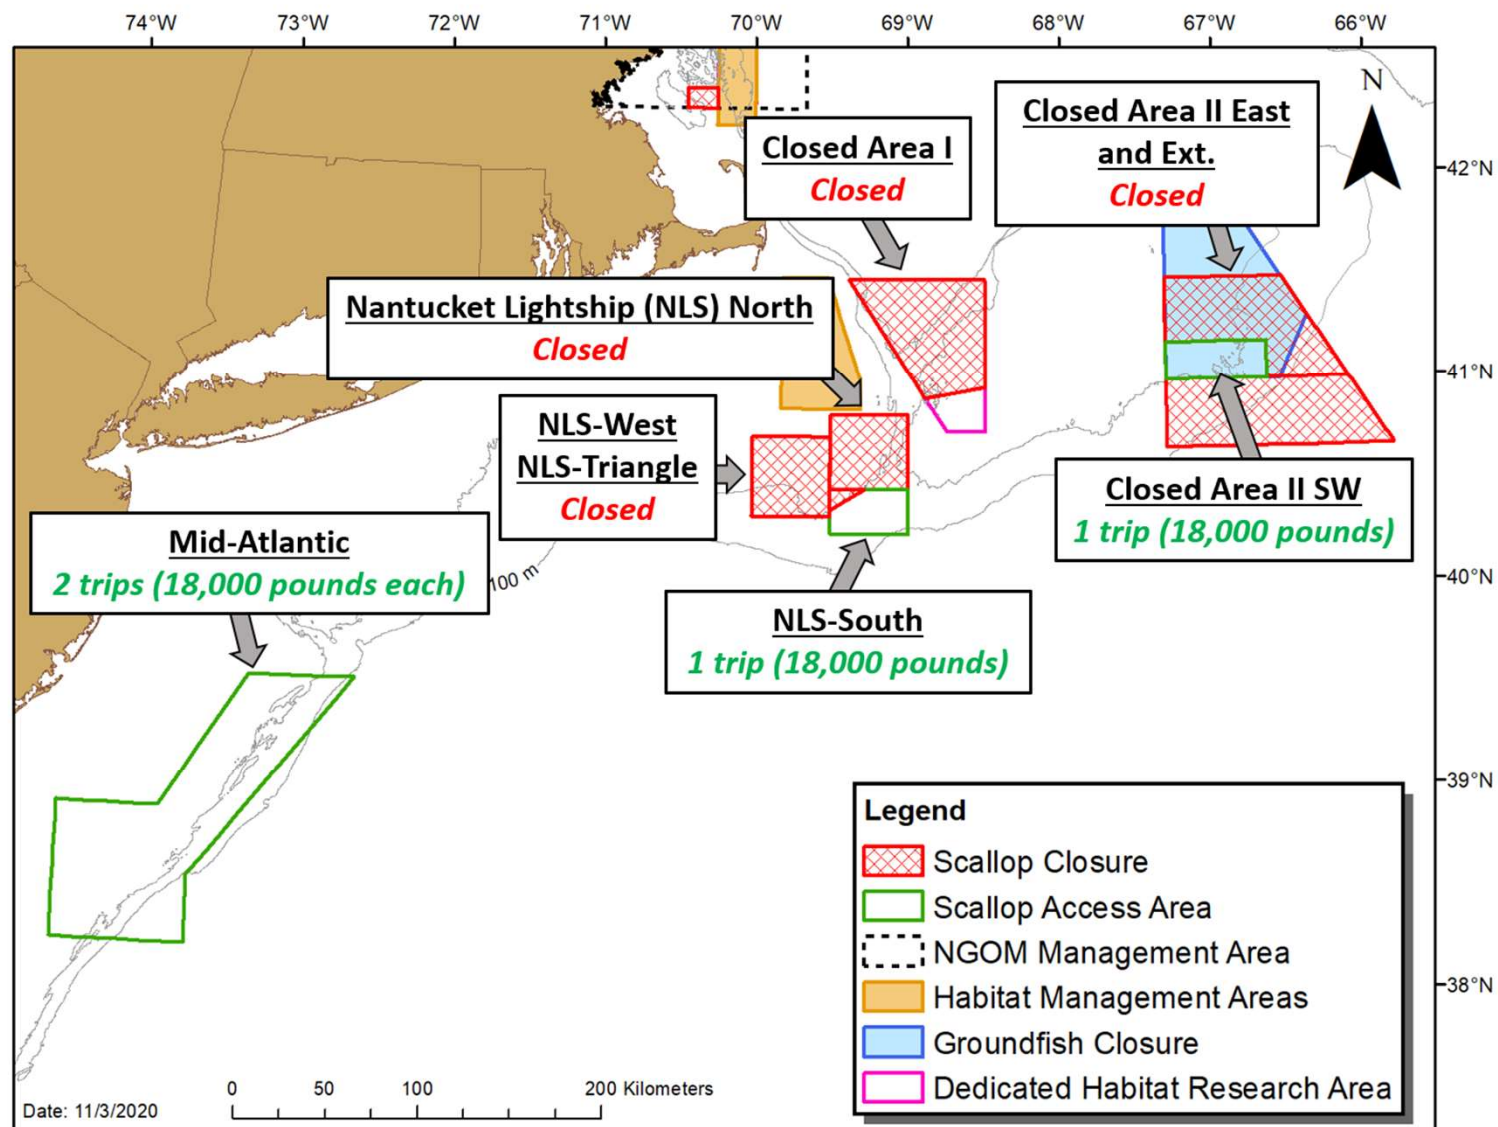 74°W 73°W 72°W 71°W 70°W 69°W 68°W 67°W 66°W
N
Closed Area I
Closed
Closed Area II East
and Ext.
Closed
42°N
Nantucket Lightship (NLS) North
Closed
41°N
NLS-West
NLS-Triangle
Closed
Closed Area II SW
1 trip (18,000 pounds)
Mid-Atlantic
2 trips (18,000 pounds each)
100 m
40°N
NLS-South
1 trip (18,000 pounds)
39°N
Legend
Scallop Closure
Scallop Access Area
NGOM Management Area
Habitat Management Areas
Groundfish Closure
Dedicated Habitat Research Area
38°N
0 50 100 200 Kilometers
Date: 11/3/2020